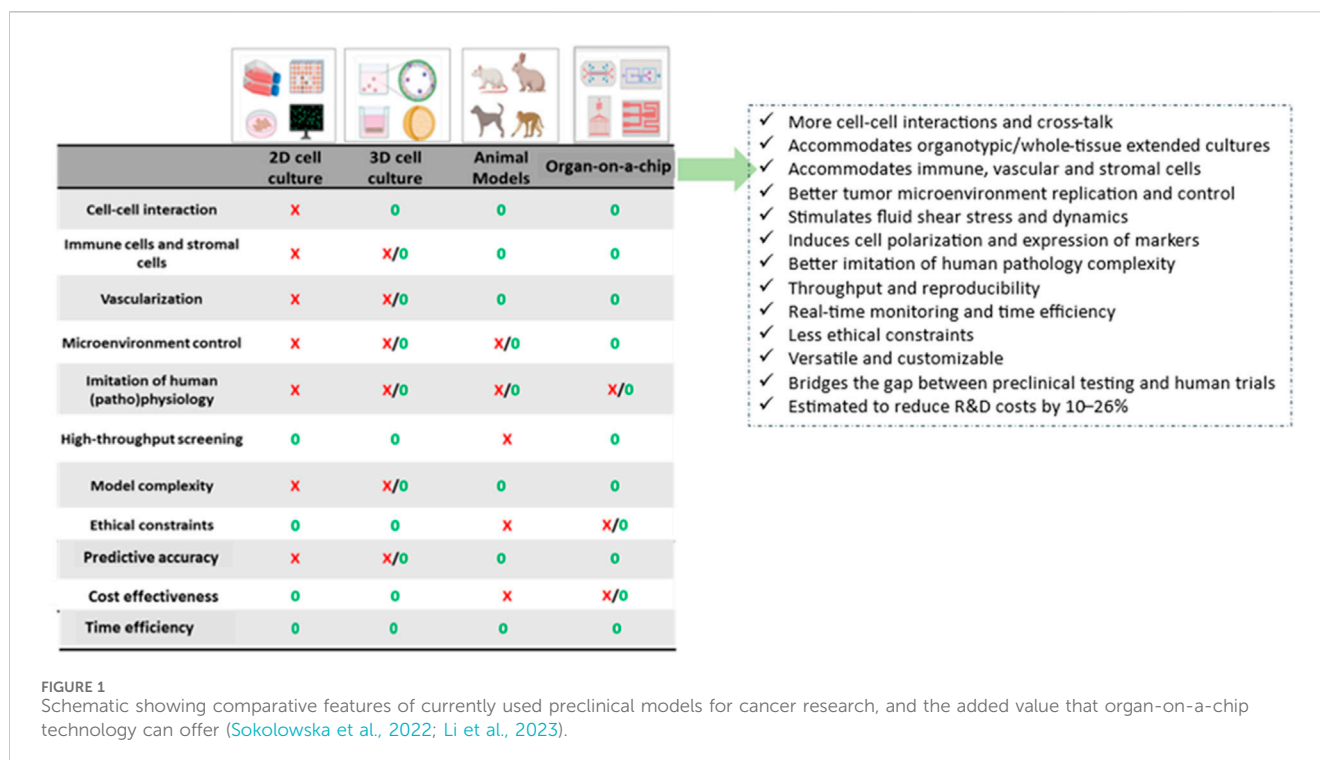 2D cell culture 3D cell culture Animal Models Organ-on-a-chip
Cell-cell interaction X 0 0 0
Immune cells and stromal cells X X/0 0 0
Vascularization X X/0 0 0
Microenvironment control X X/0 X/0 0
Imitation of human (patho)physiology X X/0 X/0 X/0
High-throughput screening 0 0 X 0
Model complexity X X/0 0 0
Ethical constraints 0 0 X X/0
Predictive accuracy X X/0 0 0
Cost effectiveness 0 0 X X/0
Time efficiency 0 0 0 0
✓ More cell-cell interactions and cross-talk
✓ Accommodates organotypic/whole-tissue extended cultures
✓ Accommodates immune, vascular and stromal cells
✓ Better tumor microenvironment replication and control
✓ Stimulates fluid shear stress and dynamics
✓ Induces cell polarization and expression of markers
✓ Better imitation of human pathology complexity
✓ Throughput and reproducibility
✓ Real-time monitoring and time efficiency
✓ Less ethical constraints
✓ Versatile and customizable
✓ Bridges the gap between preclinical testing and human trials
✓ Estimated to reduce R&D costs by 10–26%
FIGURE 1
Schematic showing comparative features of currently used preclinical models for cancer research, and the added value that organ-on-a-chip
technology can offer (Sokolowska et al., 2022; Li et al., 2023).